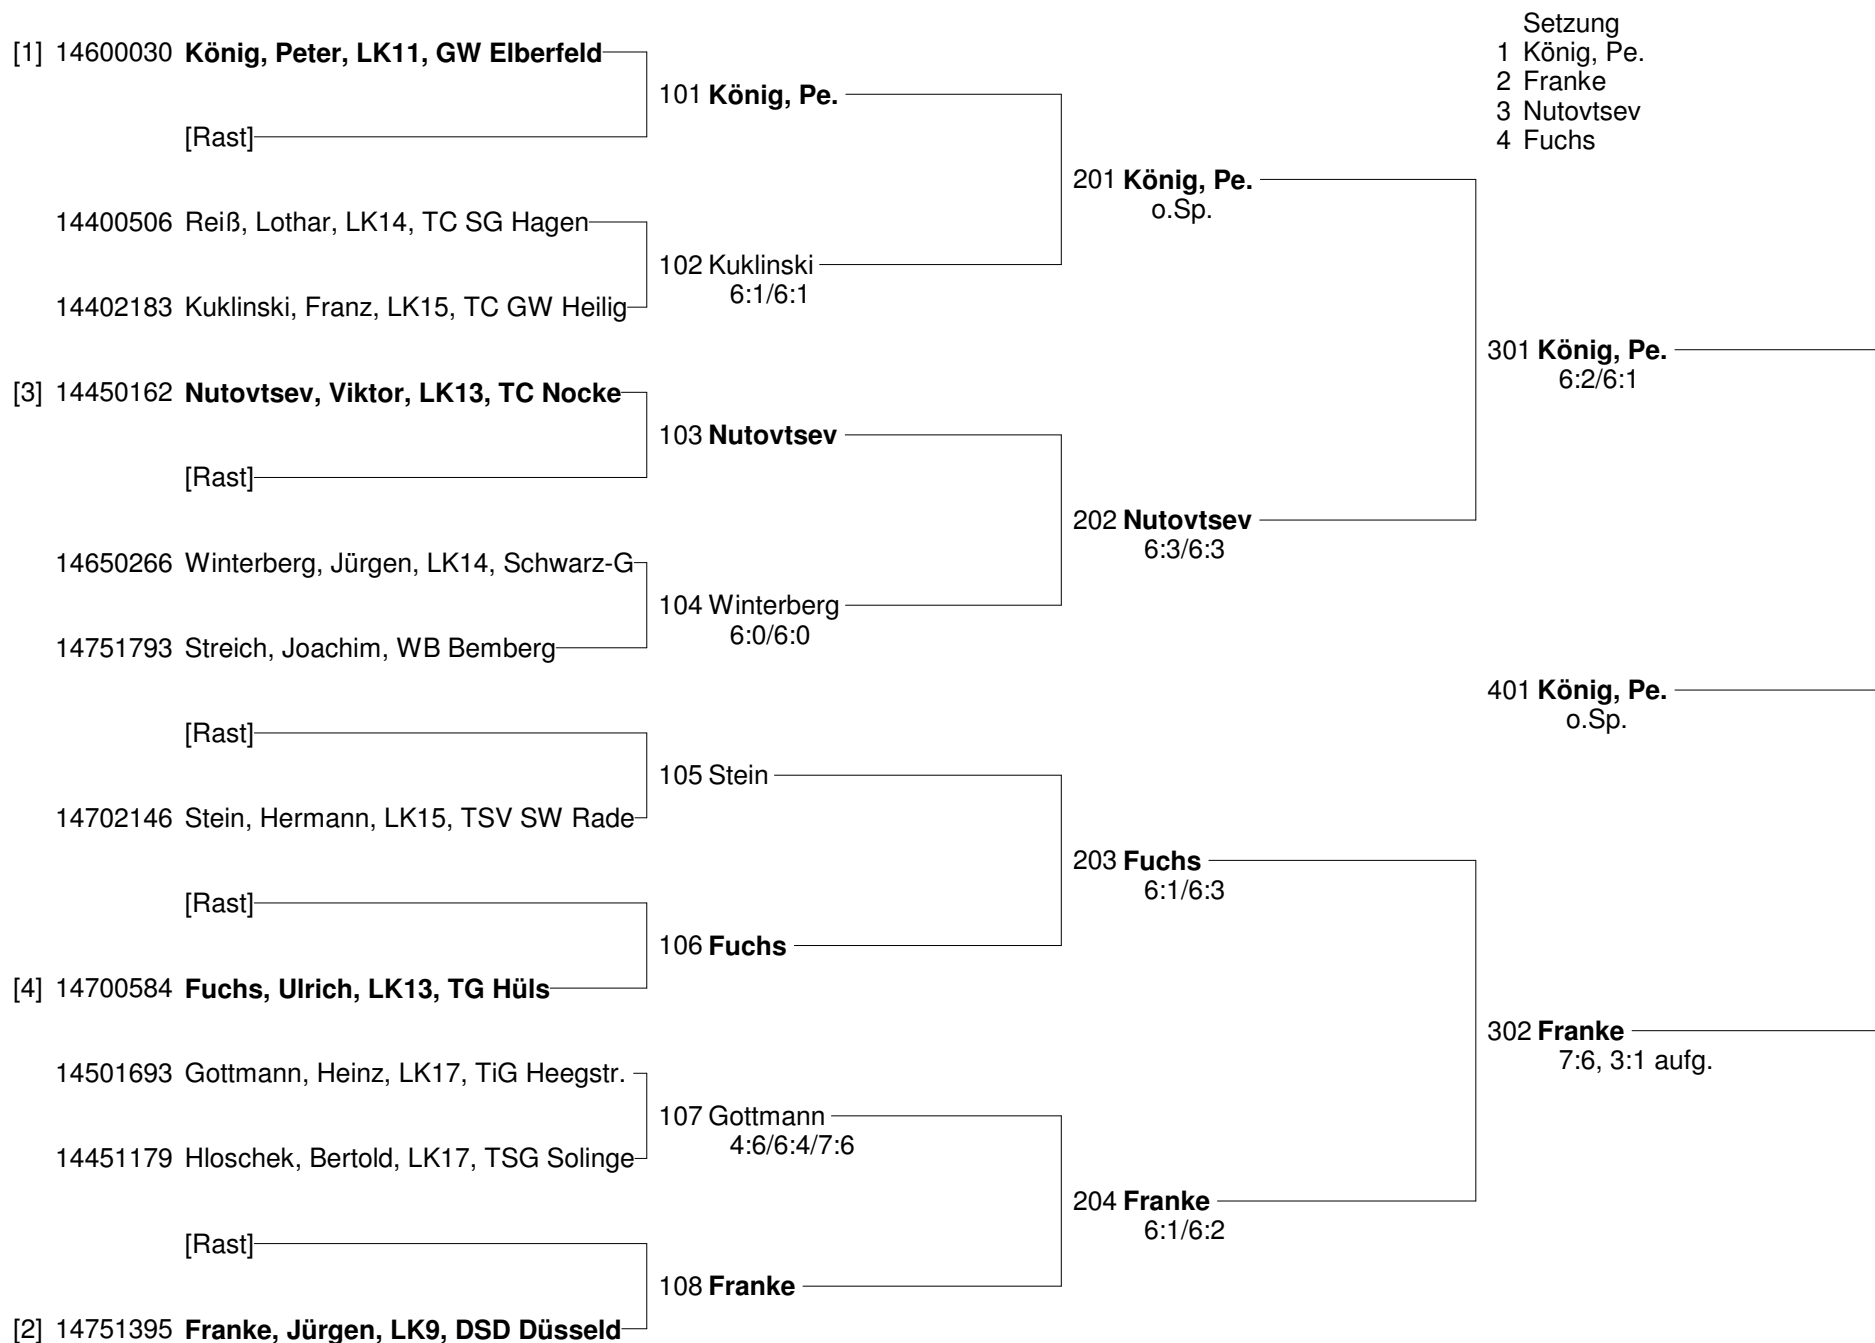 Setzung
1 König, Pe.
2 Franke
3 Nutovtsev
4 Fuchs
[1] 14600030 König, Peter, LK11, GW Elberfeld
101 König, Pe.
[Rast]
201 König, Pe.
o.Sp.
14400506 Reiß, Lothar, LK14, TC SG Hagen
102 Kuklinski
6:1/6:1
14402183 Kuklinski, Franz, LK15, TC GW Heilig
301 König, Pe.
6:2/6:1
[3] 14450162 Nutovtsev, Viktor, LK13, TC Nocke
103 Nutovtsev
[Rast]
202 Nutovtsev
6:3/6:3
14650266 Winterberg, Jürgen, LK14, Schwarz-G
104 Winterberg
6:0/6:0
14751793 Streich, Joachim, WB Bemberg
401 König, Pe.
o.Sp.
[Rast]
105 Stein
14702146 Stein, Hermann, LK15, TSV SW Rade
203 Fuchs
6:1/6:3
[Rast]
106 Fuchs
[4] 14700584 Fuchs, Ulrich, LK13, TG Hüls
302 Franke
7:6, 3:1 aufg.
14501693 Gottmann, Heinz, LK17, TiG Heegstr.
107 Gottmann
4:6/6:4/7:6
14451179 Hloschek, Bertold, LK17, TSG Solinge
204 Franke
6:1/6:2
[Rast]
108 Franke
[2] 14751395 Franke, Jürgen, LK9, DSD Düsseld